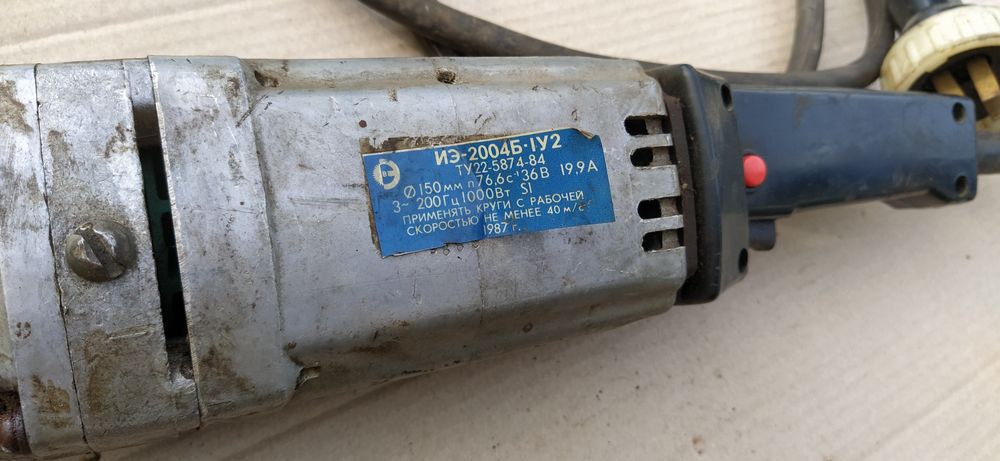 ИЭ-2004Б-1У2
ТУ22-5874-84
Ø150мм n76,6с⁻¹36В 19,9А
3~ 200Гц1000Вт S1
ПРИМЕНЯТЬ КРУГИ С РАБОЧЕЙ
СКОРОСТЬЮ НЕ МЕНЕЕ 40 м/с
1987 г.